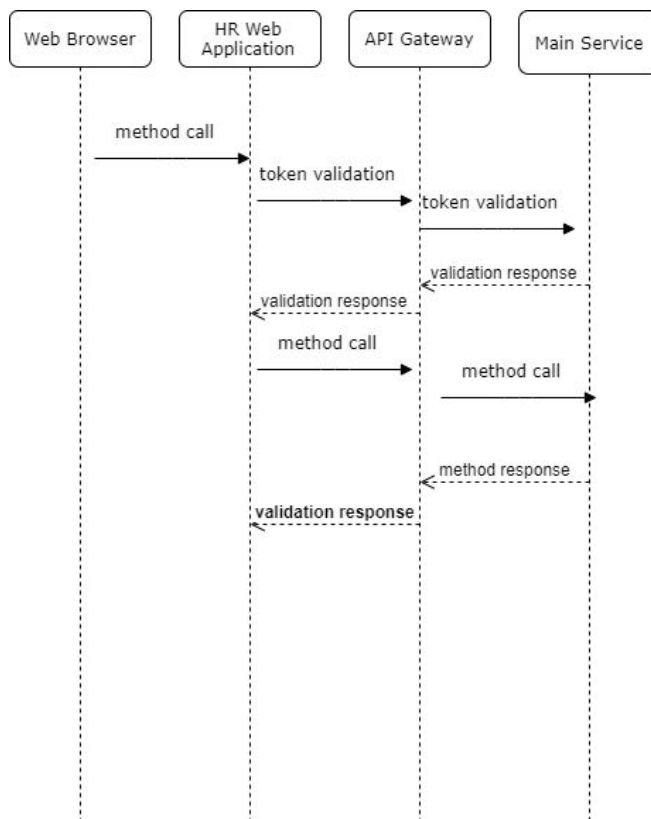 Web Browser
HR Web
Application
API Gateway
Main Service
method call
token validation
token validation
validation response
validation response
method call
method call
method response
validation response